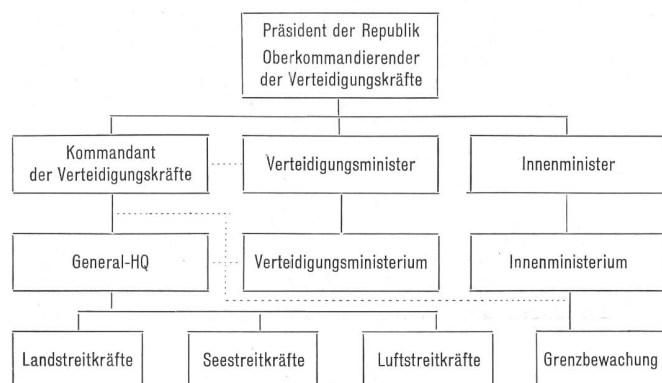 Präsident der Republik
Oberkommandierender
der Verteidigungskräfte
Kommandant
der Verteidigungskräfte
Verteidigungsminister
Innenminister
General-HQ
Verteidigungsministerium
Innenministerium
Landstreitkräfte
Seestreitkräfte
Luftstreitkräfte
Grenzbewachung